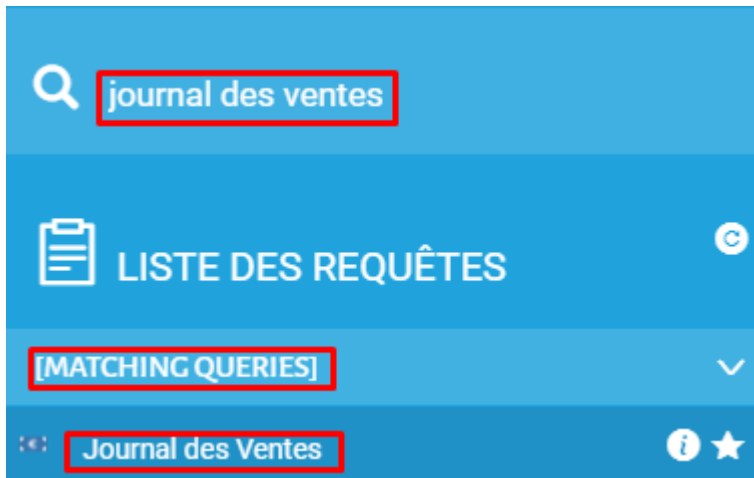 journal des ventes
LISTE DES REQUÊTES
[MATCHING QUERIES]
Journal des Ventes